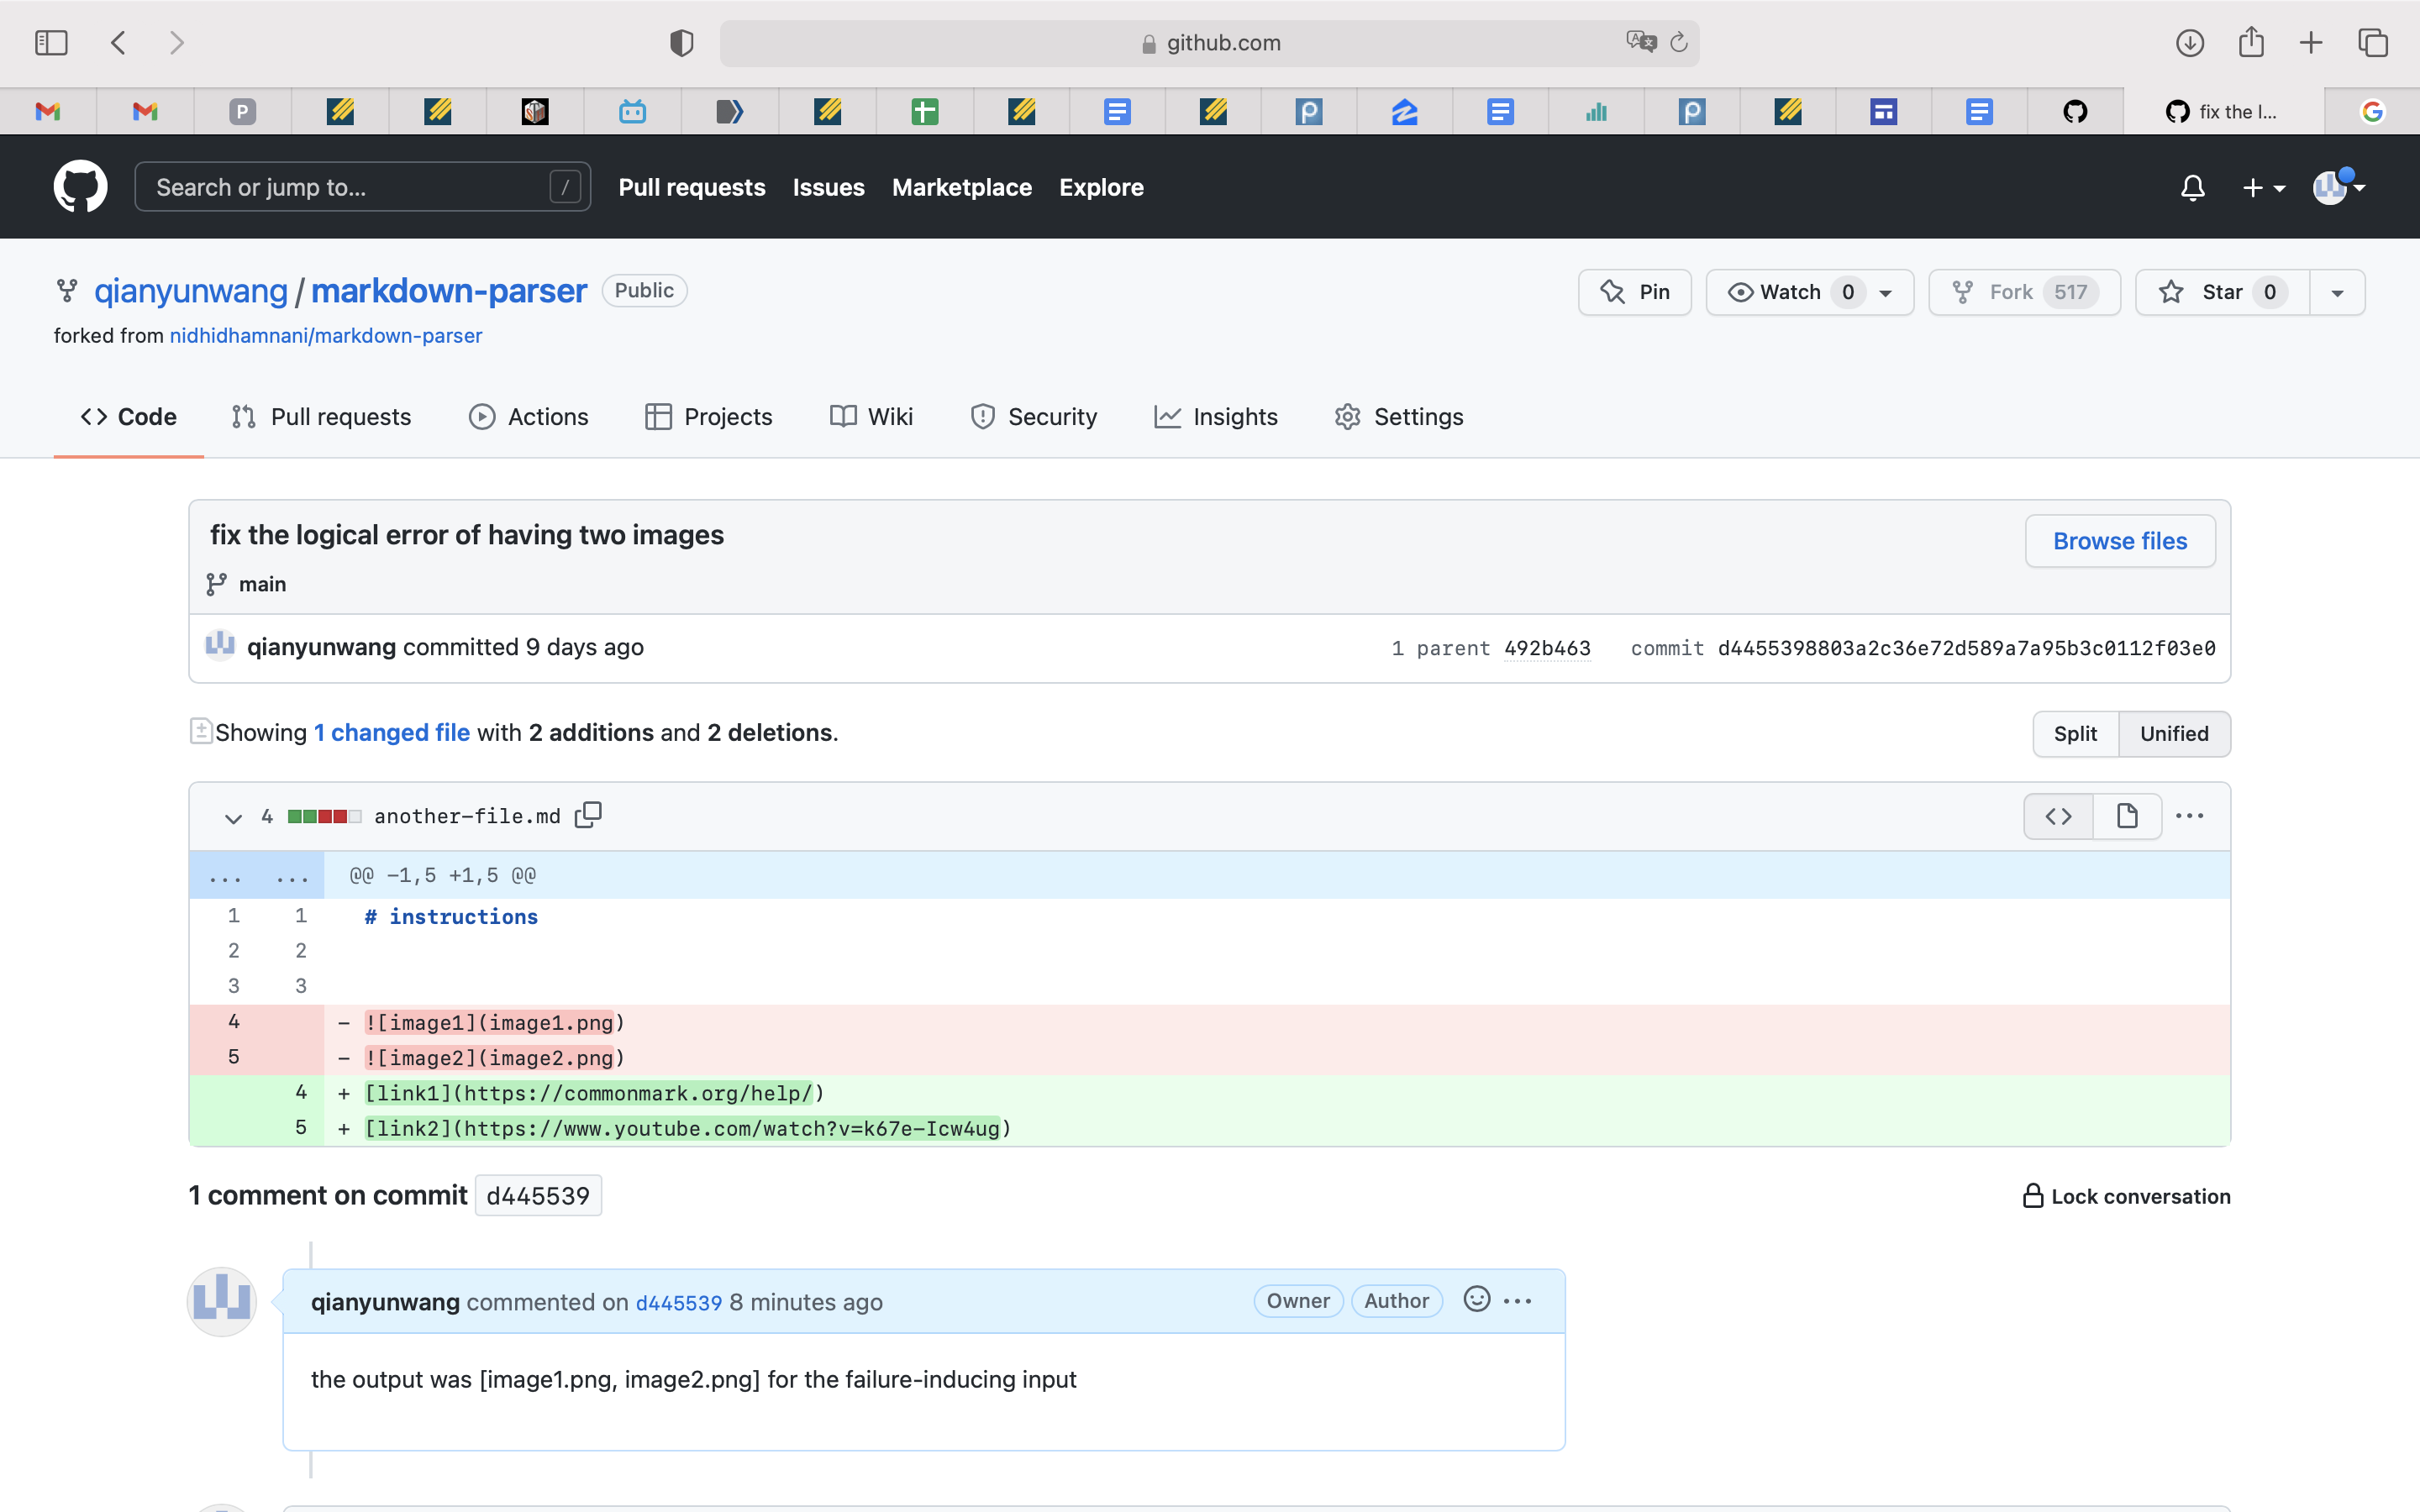 github.com
P
fix the l...
Search or jump to... /
Pull requests Issues Marketplace Explore
qianyunwang / markdown-parser Public
Pin Watch 0 Fork 517 Star 0
forked from nidhidhamnani/markdown-parser
Code Pull requests Actions Projects Wiki Security Insights Settings
fix the logical error of having two images
Browse files
main
qianyunwang committed 9 days ago 1 parent 492b463 commit d4455398803a2c36e72d589a7a95b3c0112f03e0
Showing 1 changed file with 2 additions and 2 deletions.
Split Unified
4 another-file.md
... ... @@ -1,5 +1,5 @@
1 1 # instructions
2 2
3 3
4 - ![image1](image1.png)
5 - ![image2](image2.png)
4 + [link1](https://commonmark.org/help/)
5 + [link2](https://www.youtube.com/watch?v=k67e-Icw4ug)
1 comment on commit d445539
Lock conversation
qianyunwang commented on d445539 8 minutes ago Owner Author
the output was [image1.png, image2.png] for the failure-inducing input